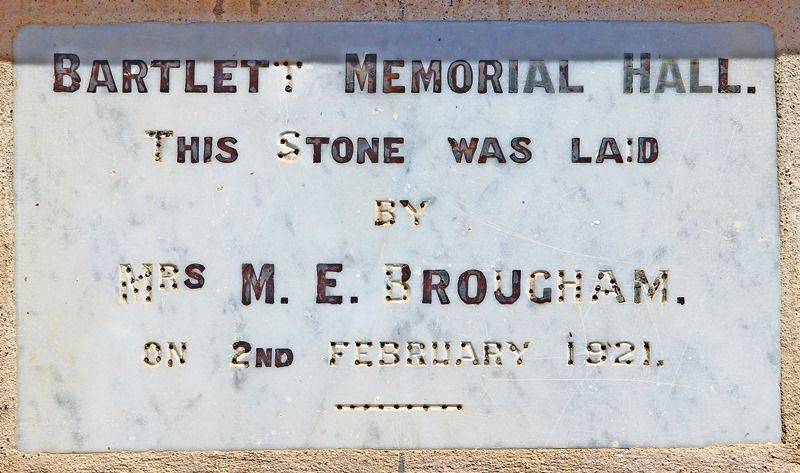 BARTLETT MEMORIAL HALL.
THIS STONE WAS LAID
BY
MRS M. E. BROUGHAM.
ON 2ND FEBRUARY 1921.